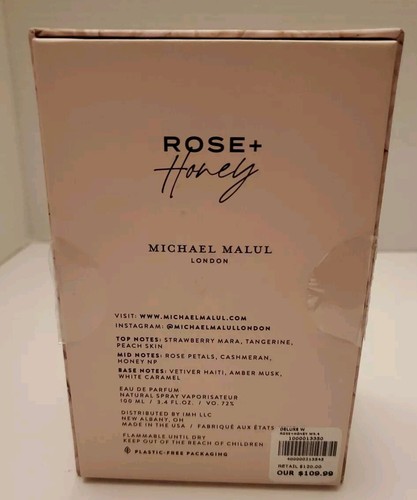 ROSE+
Honey
MICHAEL MALUL
LONDON
VISIT: WWW.MICHAELMALUL.COM
INSTAGRAM: @MICHAELMALULLONDON
TOP NOTES: STRAWBERRY MARA, TANGERINE,
PEACH SKIN
MID NOTES: ROSE PETALS, CASHMERAN,
HONEY NP
BASE NOTES: VETIVER HAITI, AMBER MUSK,
WHITE CARAMEL
EAU DE PARFUM
NATURAL SPRAY VAPORISATEUR
100 ML / 3.4 FL.OZ. / VO. 72%
DISTRIBUTED BY IMH LLC
NEW ALBANY, OH
MADE IN THE USA / FABRIQUÉ AUX ÉTATS
FLAMMABLE UNTIL DRY
KEEP OUT OF THE REACH OF CHILDREN
PLASTIC-FREE PACKAGING
DELUXE W
1000013350
RETAIL $130.00
OUR $109.99